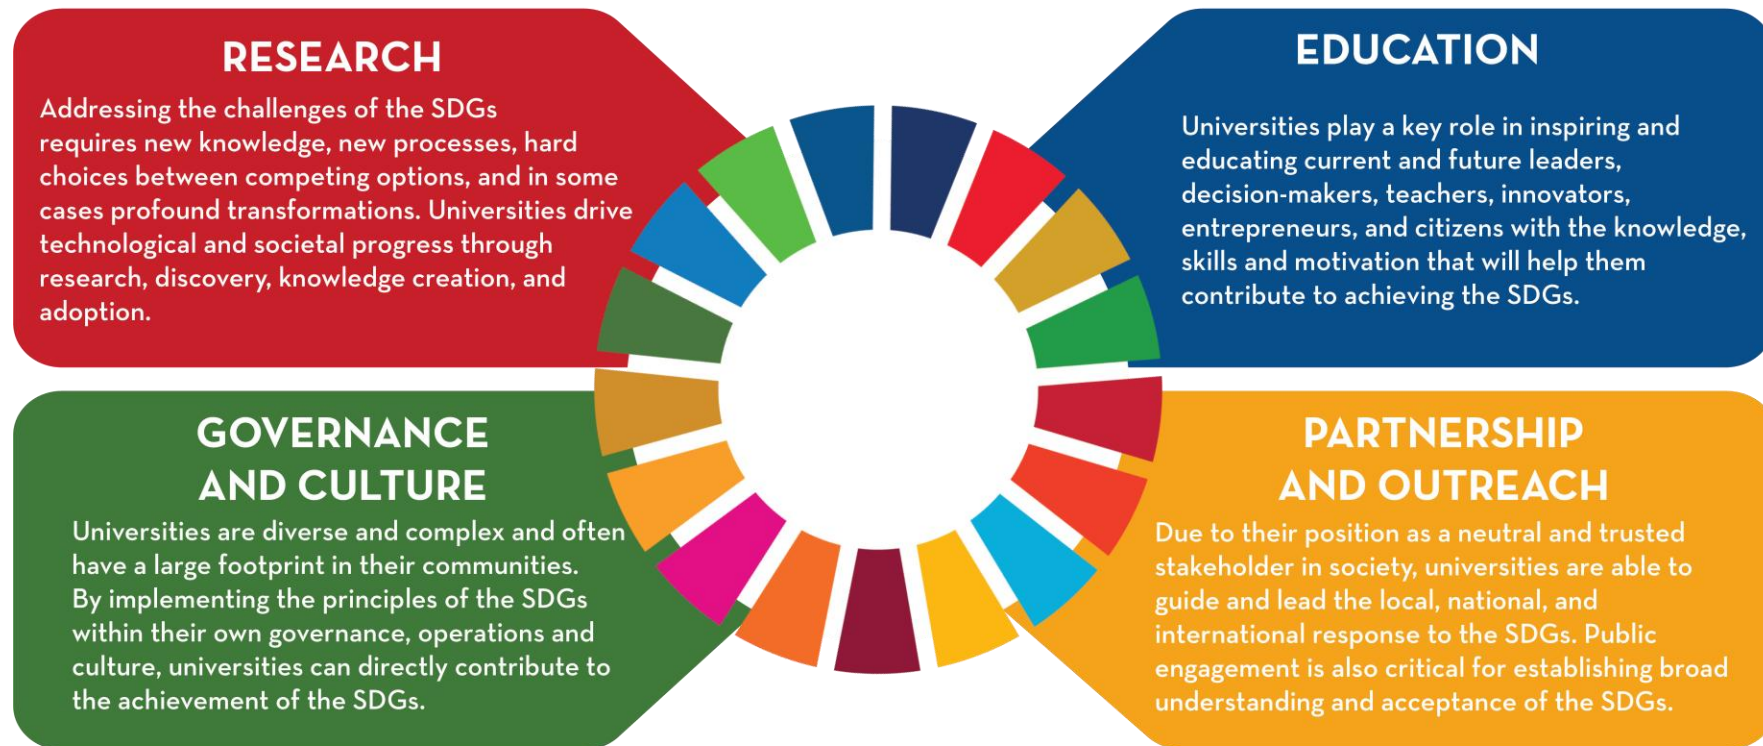 RESEARCH
Addressing the challenges of the SDGs
requires new knowledge, new processes, hard
choices between competing options, and in some
cases profound transformations. Universities drive
technological and societal progress through
research, discovery, knowledge creation, and
adoption.
EDUCATION
Universities play a key role in inspiring and
educating current and future leaders,
decision-makers, teachers, innovators,
entrepreneurs, and citizens with the knowledge,
skills and motivation that will help them
contribute to achieving the SDGs.
GOVERNANCE
AND CULTURE
Universities are diverse and complex and often
have a large footprint in their communities.
By implementing the principles of the SDGs
within their own governance, operations and
culture, universities can directly contribute to
the achievement of the SDGs.
PARTNERSHIP
AND OUTREACH
Due to their position as a neutral and trusted
stakeholder in society, universities are able to
guide and lead the local, national, and
international response to the SDGs. Public
engagement is also critical for establishing broad
understanding and acceptance of the SDGs.